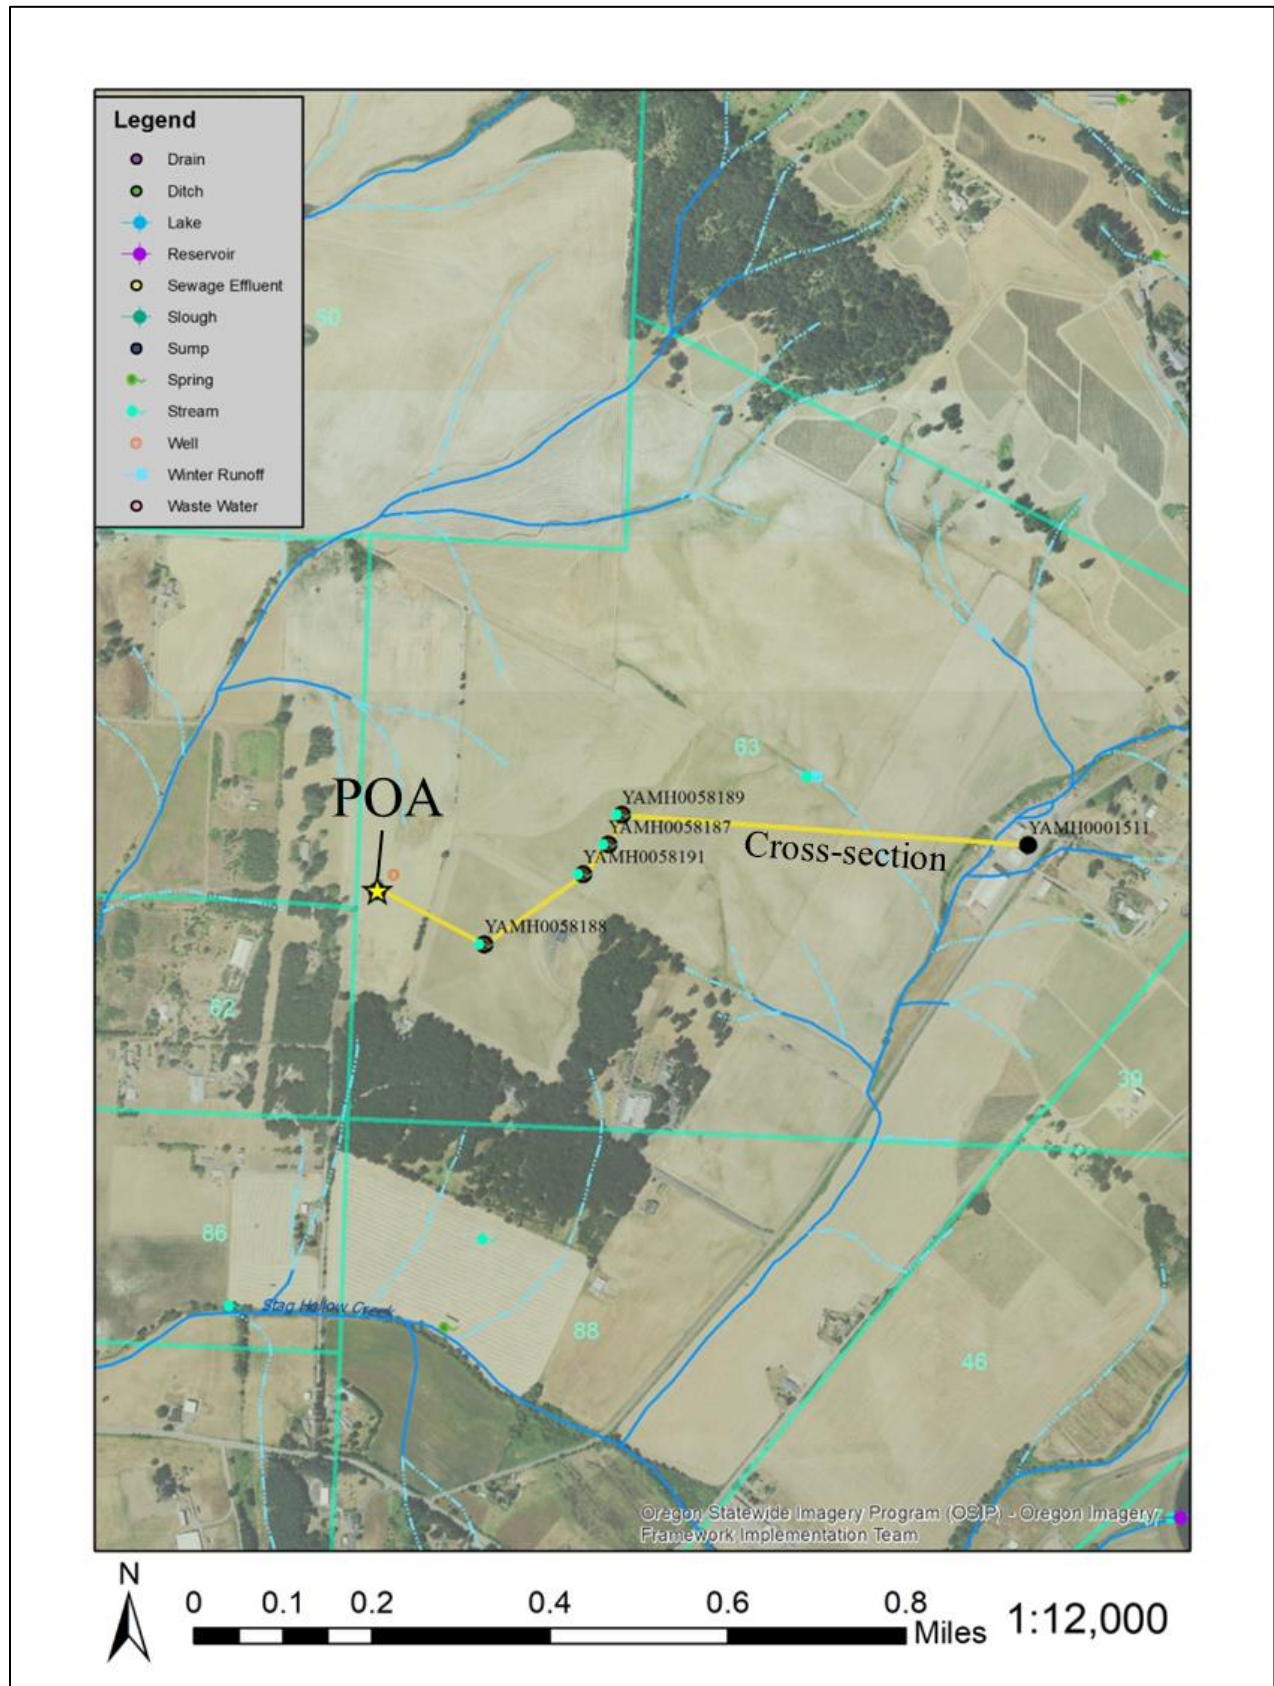 Legend
Drain
Ditch
Lake
Reservoir
Sewage Effluent
Slough
Sump
Spring
Stream
Well
Winter Runoff
Waste Water
50
63
POA
YAMH0058189
YAMH0058187
YAMH0001511
Cross-section
YAMH0058191
YAMH0058188
62
39
86
Stag Hollow Creek
88
46
Oregon Statewide Imagery Program (OSIP) - Oregon Imagery
Framework Implementation Team
N
0 0.1 0.2 0.4 0.6 0.8
Miles
1:12,000